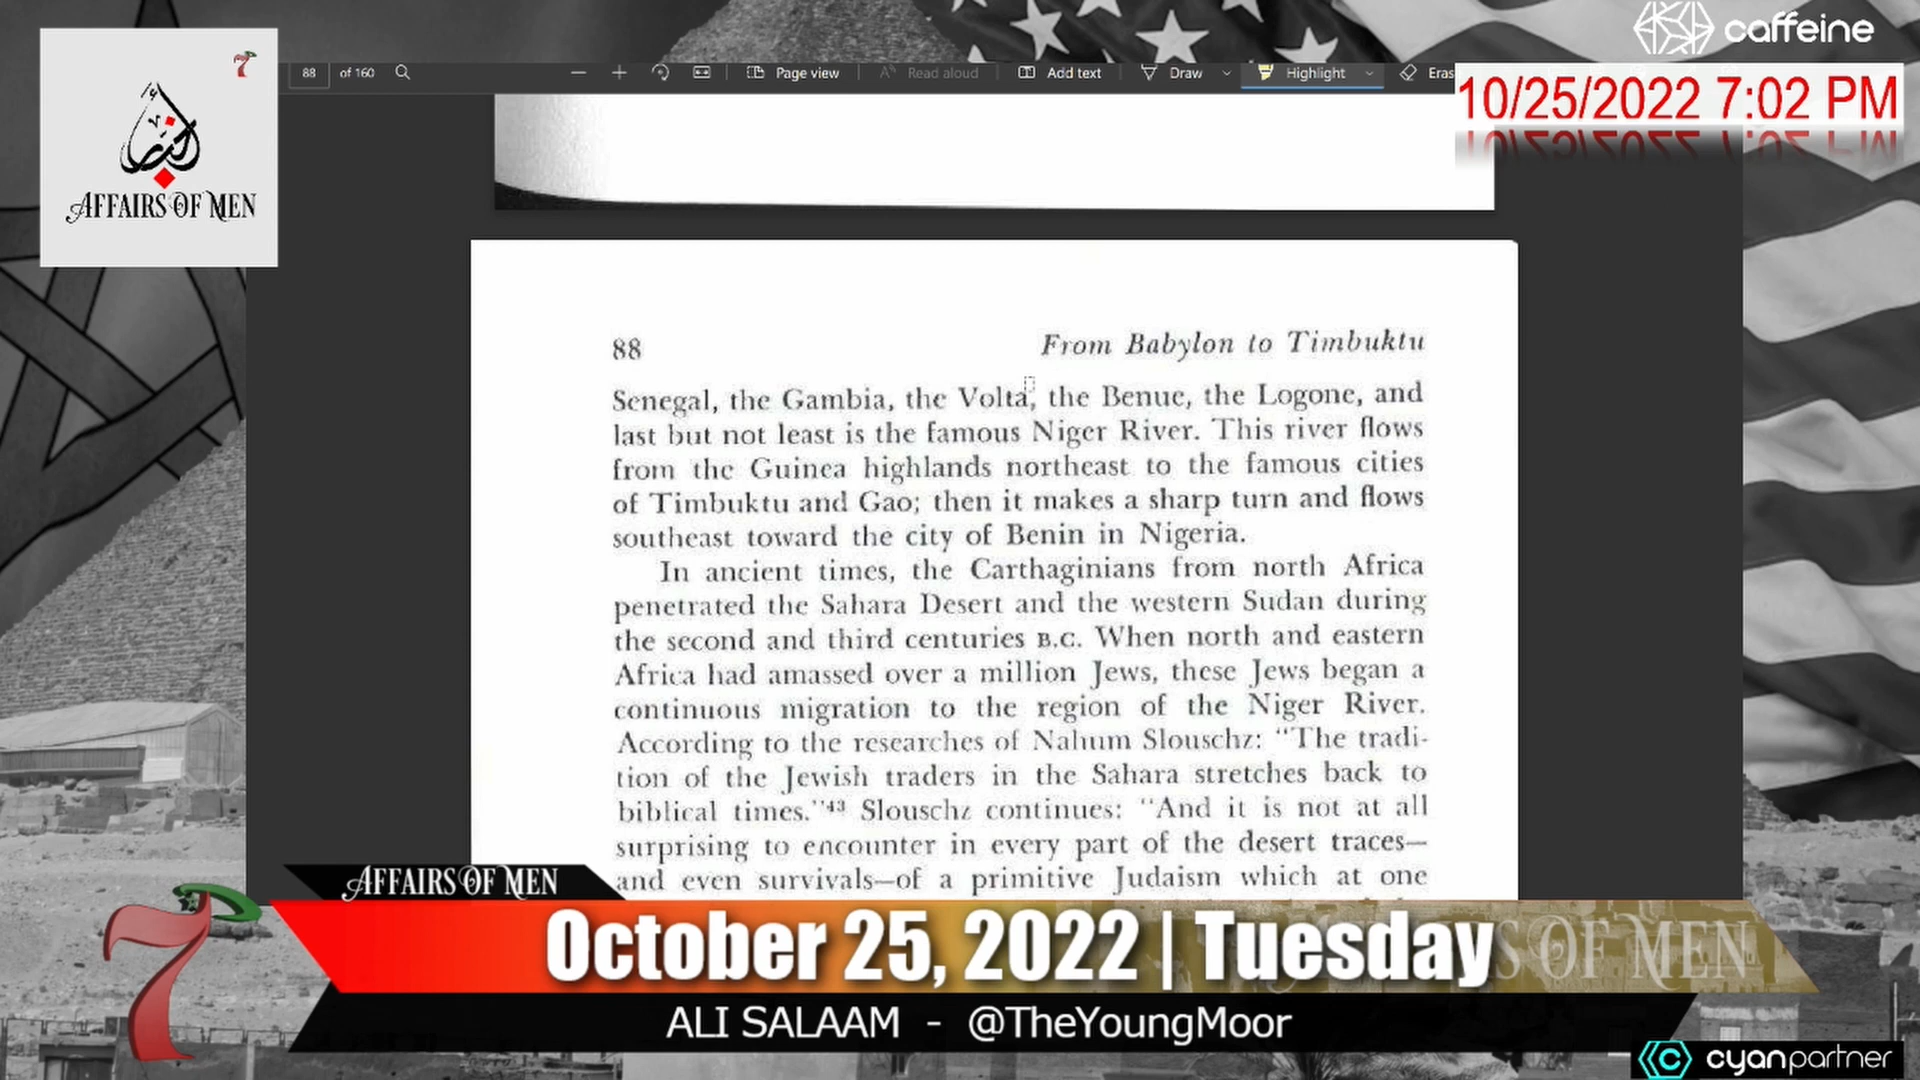 caffeine
88 of 160
Page view
Read aloud
Add text
Draw
Highlight
Eras
10/25/2022 7:02 PM
AFFAIRS OF MEN
88
From Babylon to Timbuktu
Senegal, the Gambia, the Volta, the Benue, the Logone, and
last but not least is the famous Niger River. This river flows
from the Guinea highlands northeast to the famous cities
of Timbuktu and Gao; then it makes a sharp turn and flows
southeast toward the city of Benin in Nigeria.
In ancient times, the Carthaginians from north Africa
penetrated the Sahara Desert and the western Sudan during
the second and third centuries B.C. When north and eastern
Africa had amassed over a million Jews, these Jews began a
continuous migration to the region of the Niger River.
According to the researches of Nahum Slouschz: "The tradi-
tion of the Jewish traders in the Sahara stretches back to
biblical times."43 Slouschz continues: "And it is not at all
surprising to encounter in every part of the desert traces—
and even survivals—of a primitive Judaism which at one
AFFAIRS OF MEN
October 25, 2022 | Tuesday
S OF MEN
ALI SALAAM - @TheYoungMoor
cyanpartner